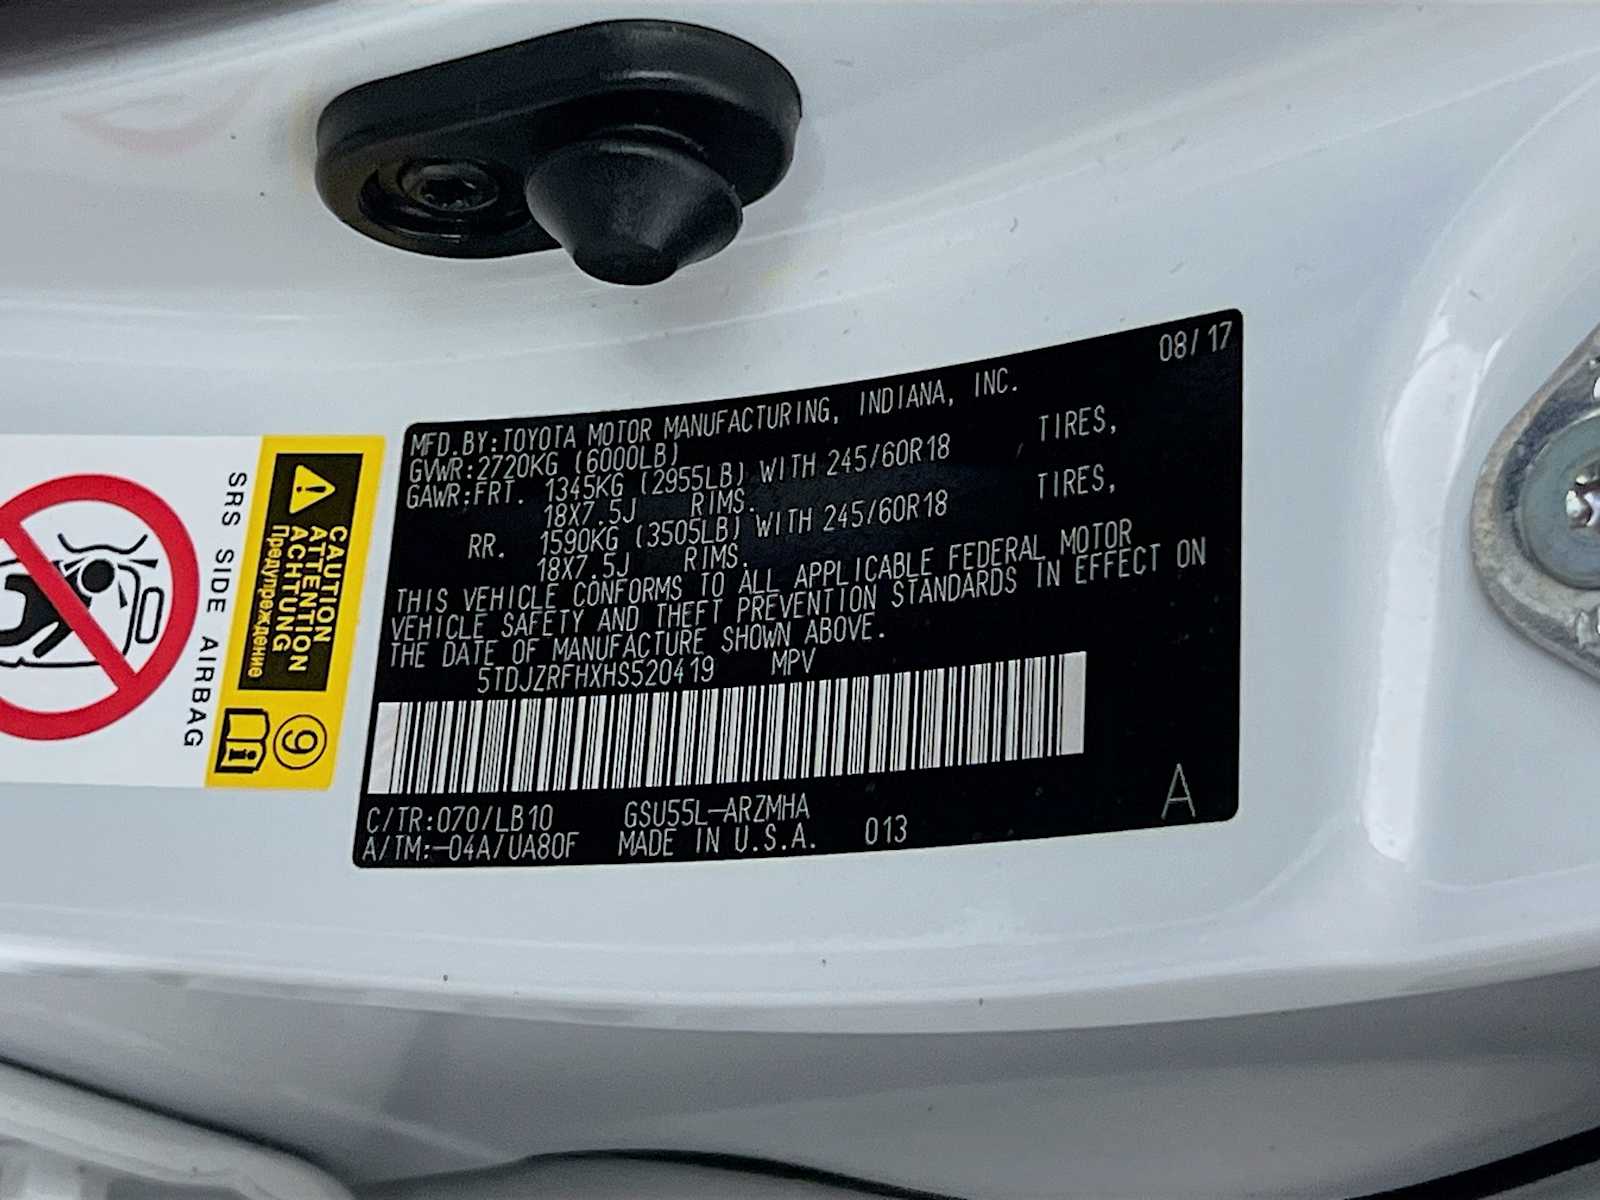 08/17
MFD.BY:TOYOTA MOTOR MANUFACTURING, INDIANA, INC.
GVWR:2720KG (6000LB)
GAWR:FRT. 1345KG (2955LB) WITH 245/60R18 TIRES,
18X7.5J RIMS.
RR. 1590KG (3505LB) WITH 245/60R18 TIRES,
18X7.5J RIMS.
THIS VEHICLE CONFORMS TO ALL APPLICABLE FEDERAL MOTOR
VEHICLE SAFETY AND THEFT PREVENTION STANDARDS IN EFFECT ON
THE DATE OF MANUFACTURE SHOWN ABOVE.
5TDJZRFHXHS520419 MPV
C/TR:070/LB10 GSU55L-ARZMHA
A/TM:-04A/UA80F MADE IN U.S.A. 013
A
CAUTION
ATTENTION
ACHTUNG
Предупреждение
SRS SIDE AIRBAG
9
i